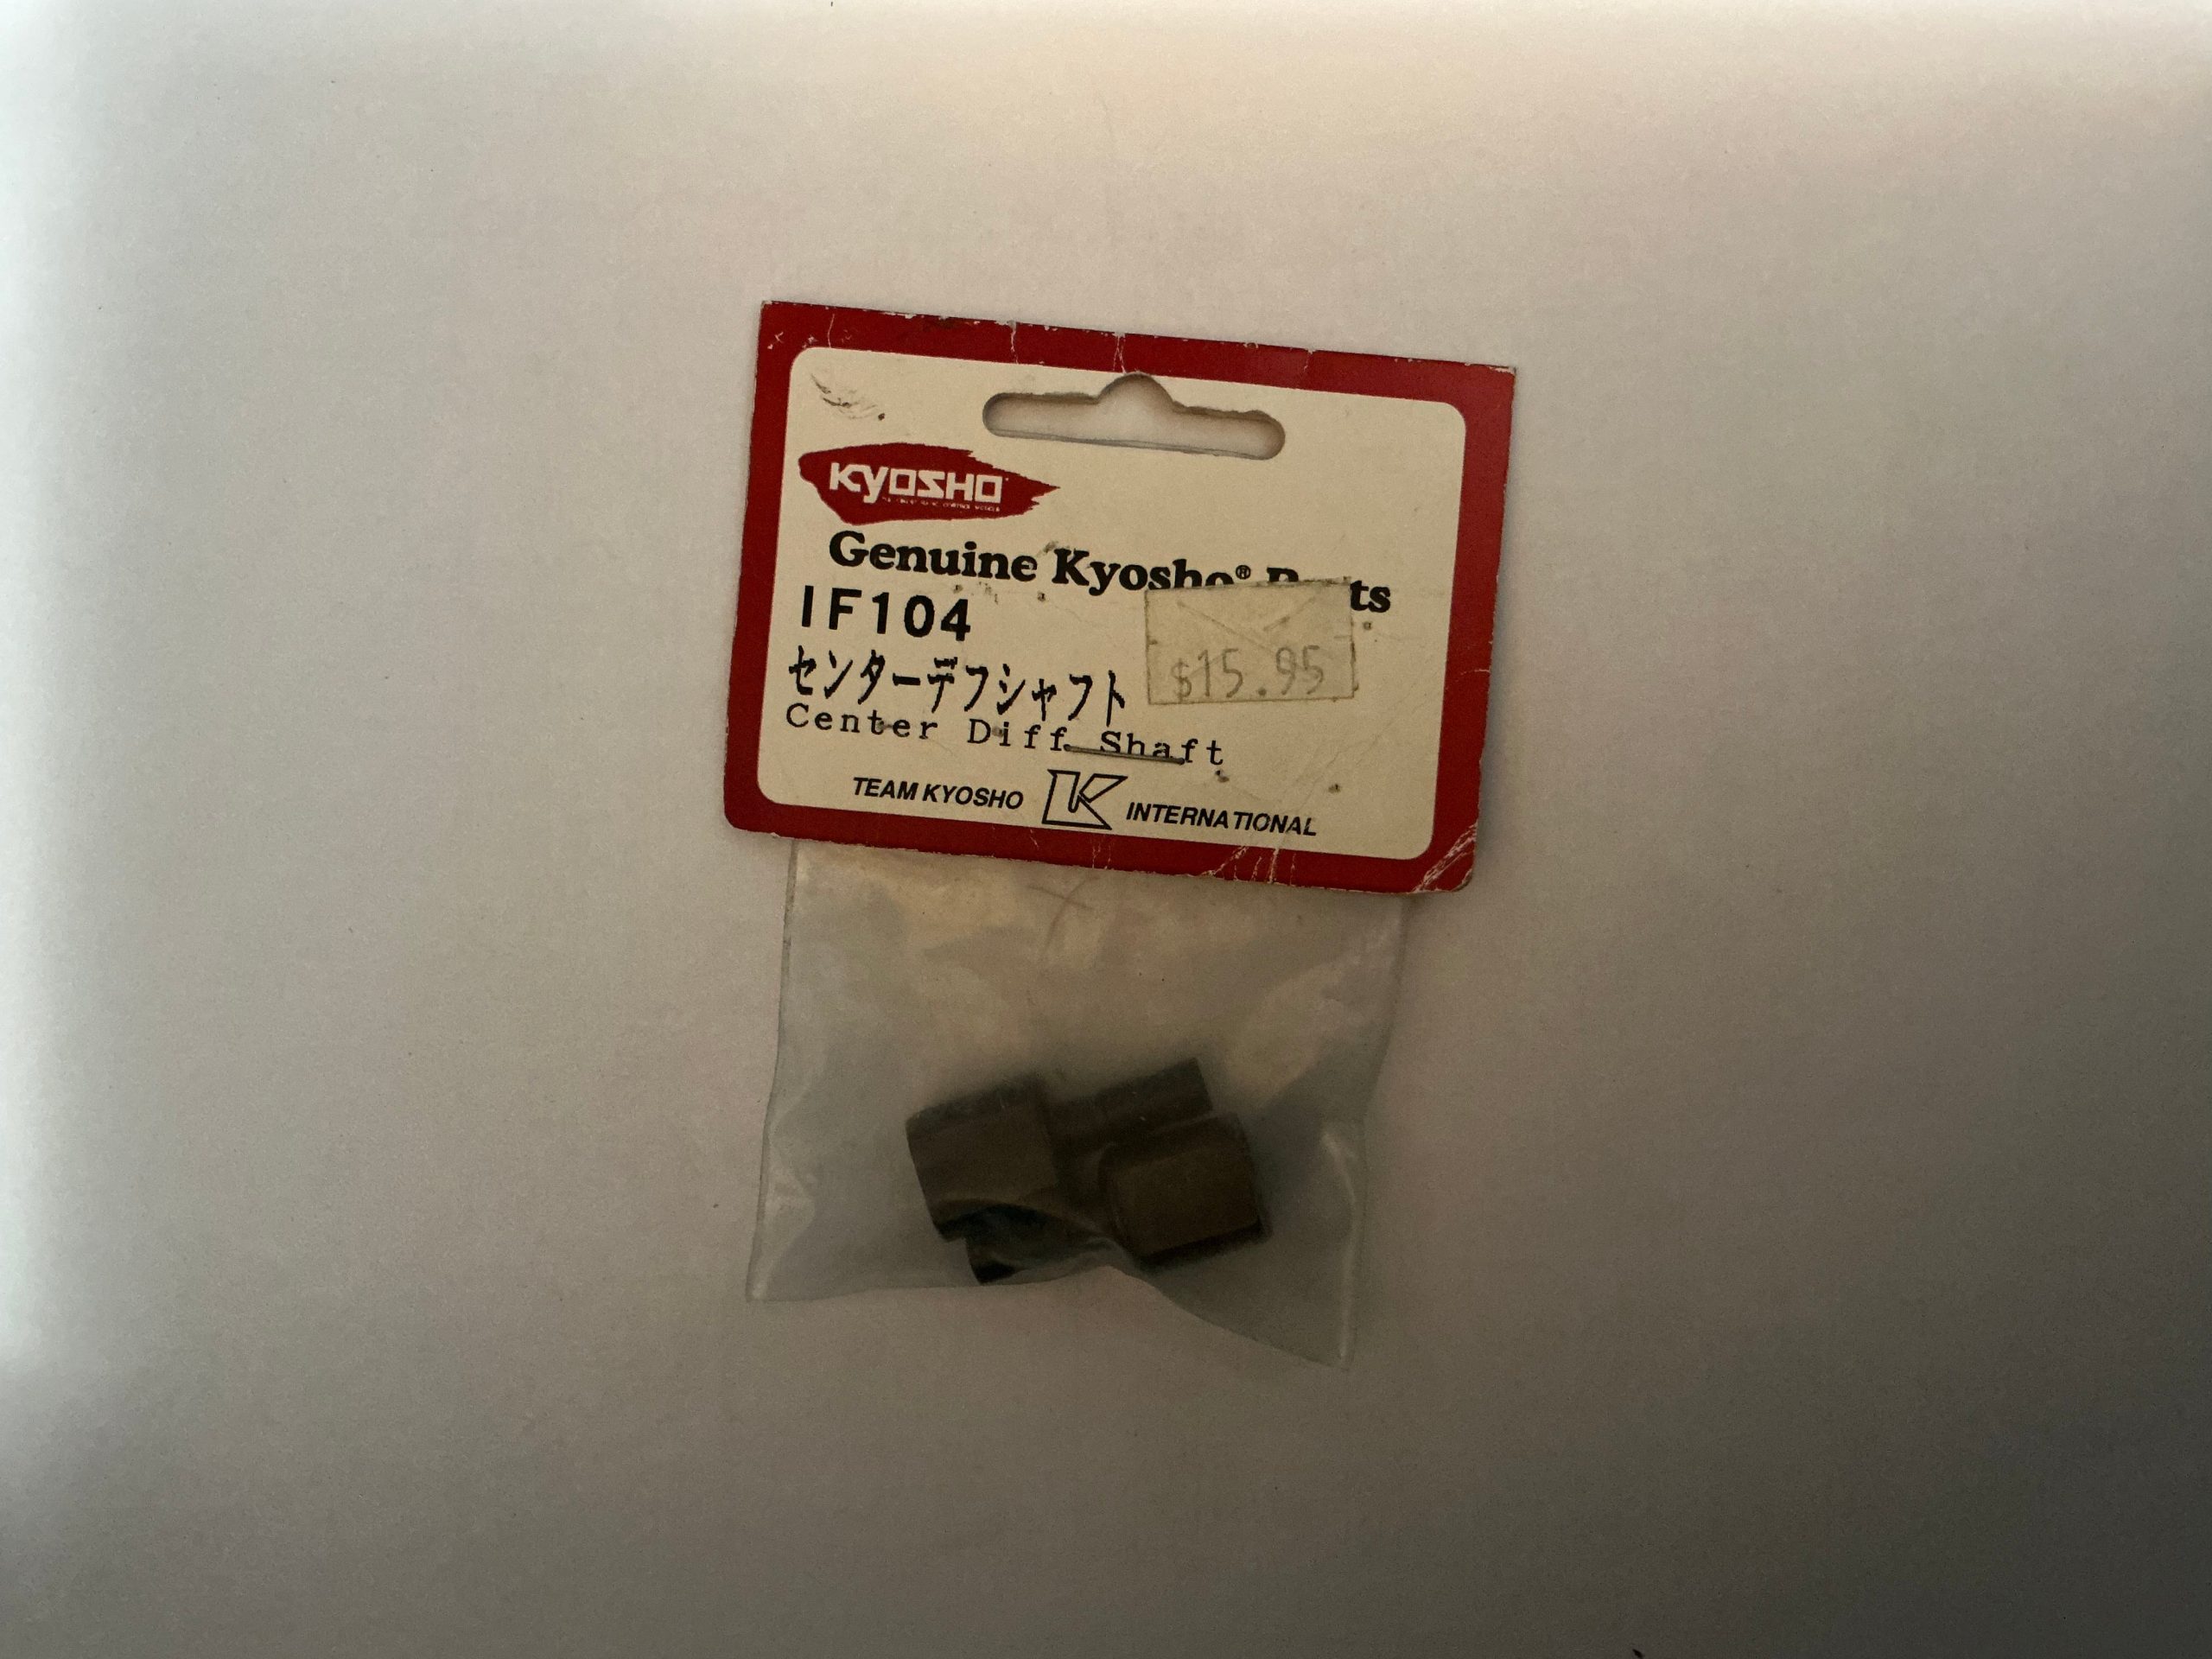 KYOSHO
Genuine Kyosho® Parts
IF104
センターデフシャフト
$15.95
Center Diff. Shaft
TEAM KYOSHO K INTERNATIONAL